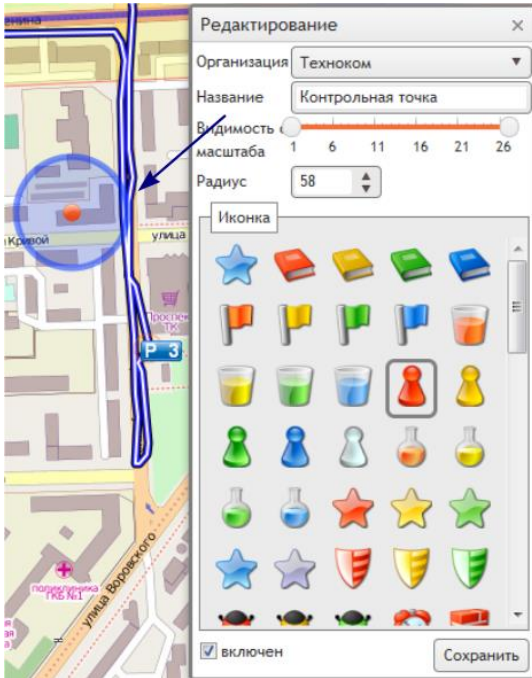 Редактирование
Организация Техноком
Название Контрольная точка
Видимость с
масштаба
1 6 11 16 21 26
Радиус 58
Иконка
включен
Сохранить
Кривой
улица
Проспект
ТК
P 3
поликлиника
ГКБ №1
улица Воровского